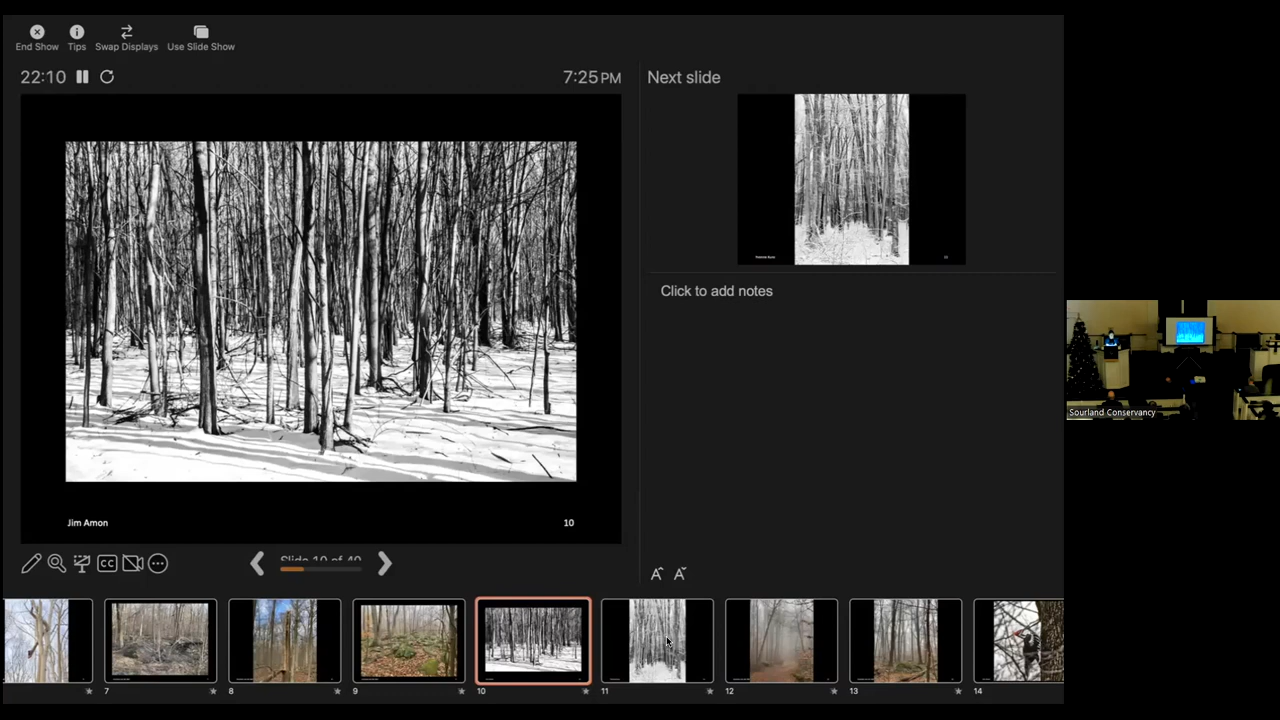 End Show
Tips
Swap Displays
Use Slide Show
22:10
7:25 PM
Next slide
Click to add notes
Jim Amon
10
CC
Slide 10 of 40
7
8
9
10
11
12
13
14
Sourland Conservancy